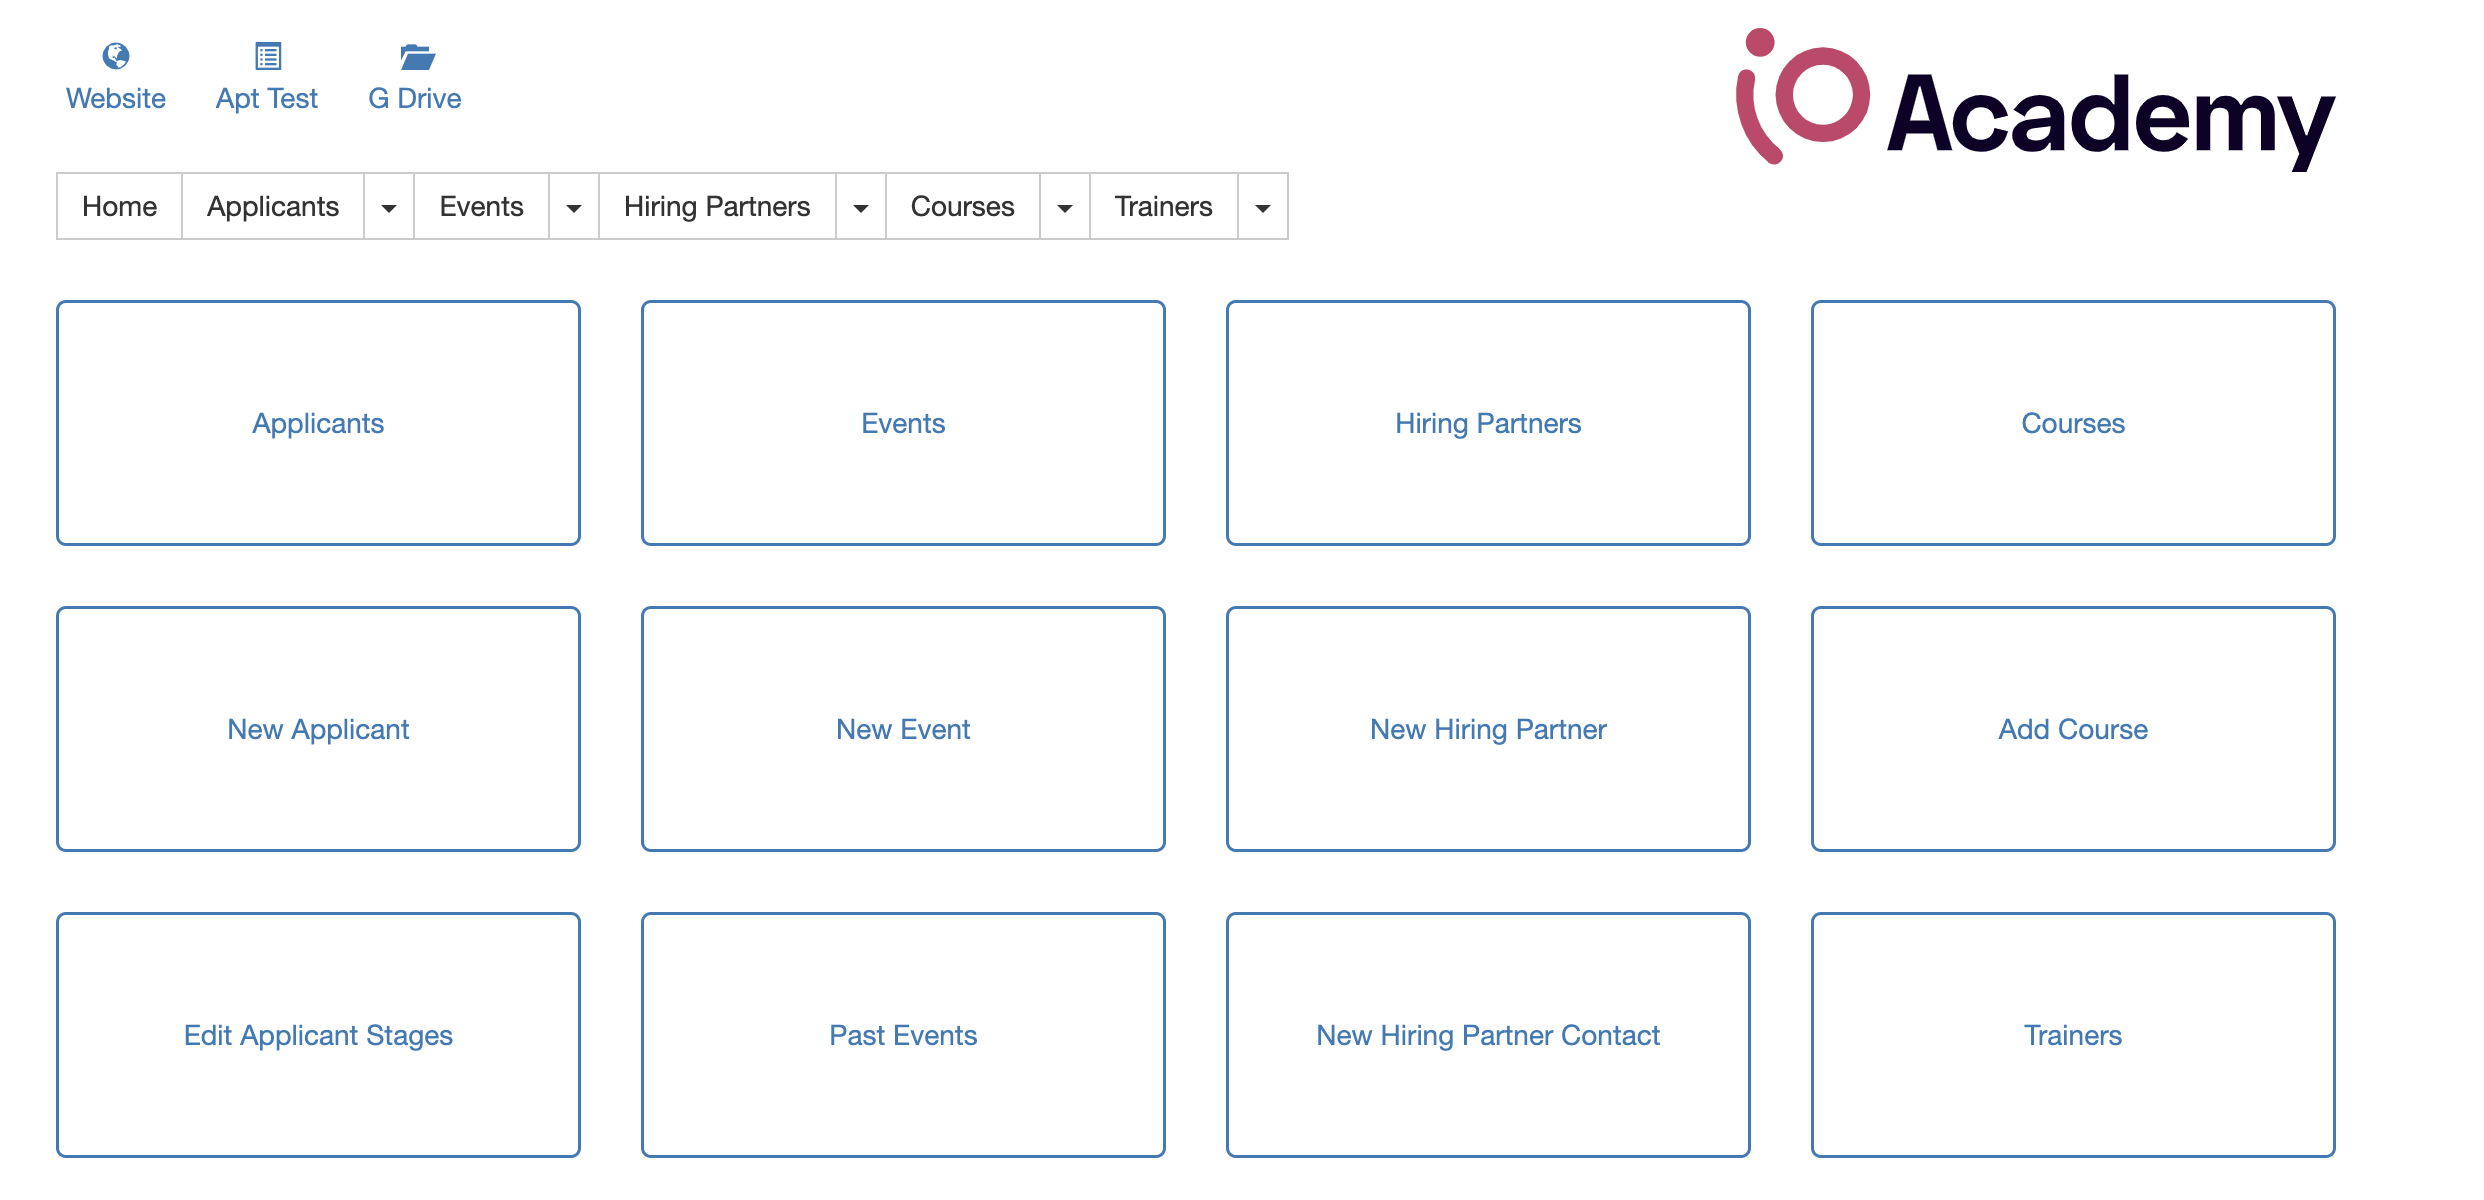 Website Apt Test G Drive
iO Academy
Home Applicants Events Hiring Partners Courses Trainers
Applicants Events Hiring Partners Courses
New Applicant New Event New Hiring Partner Add Course
Edit Applicant Stages Past Events New Hiring Partner Contact Trainers